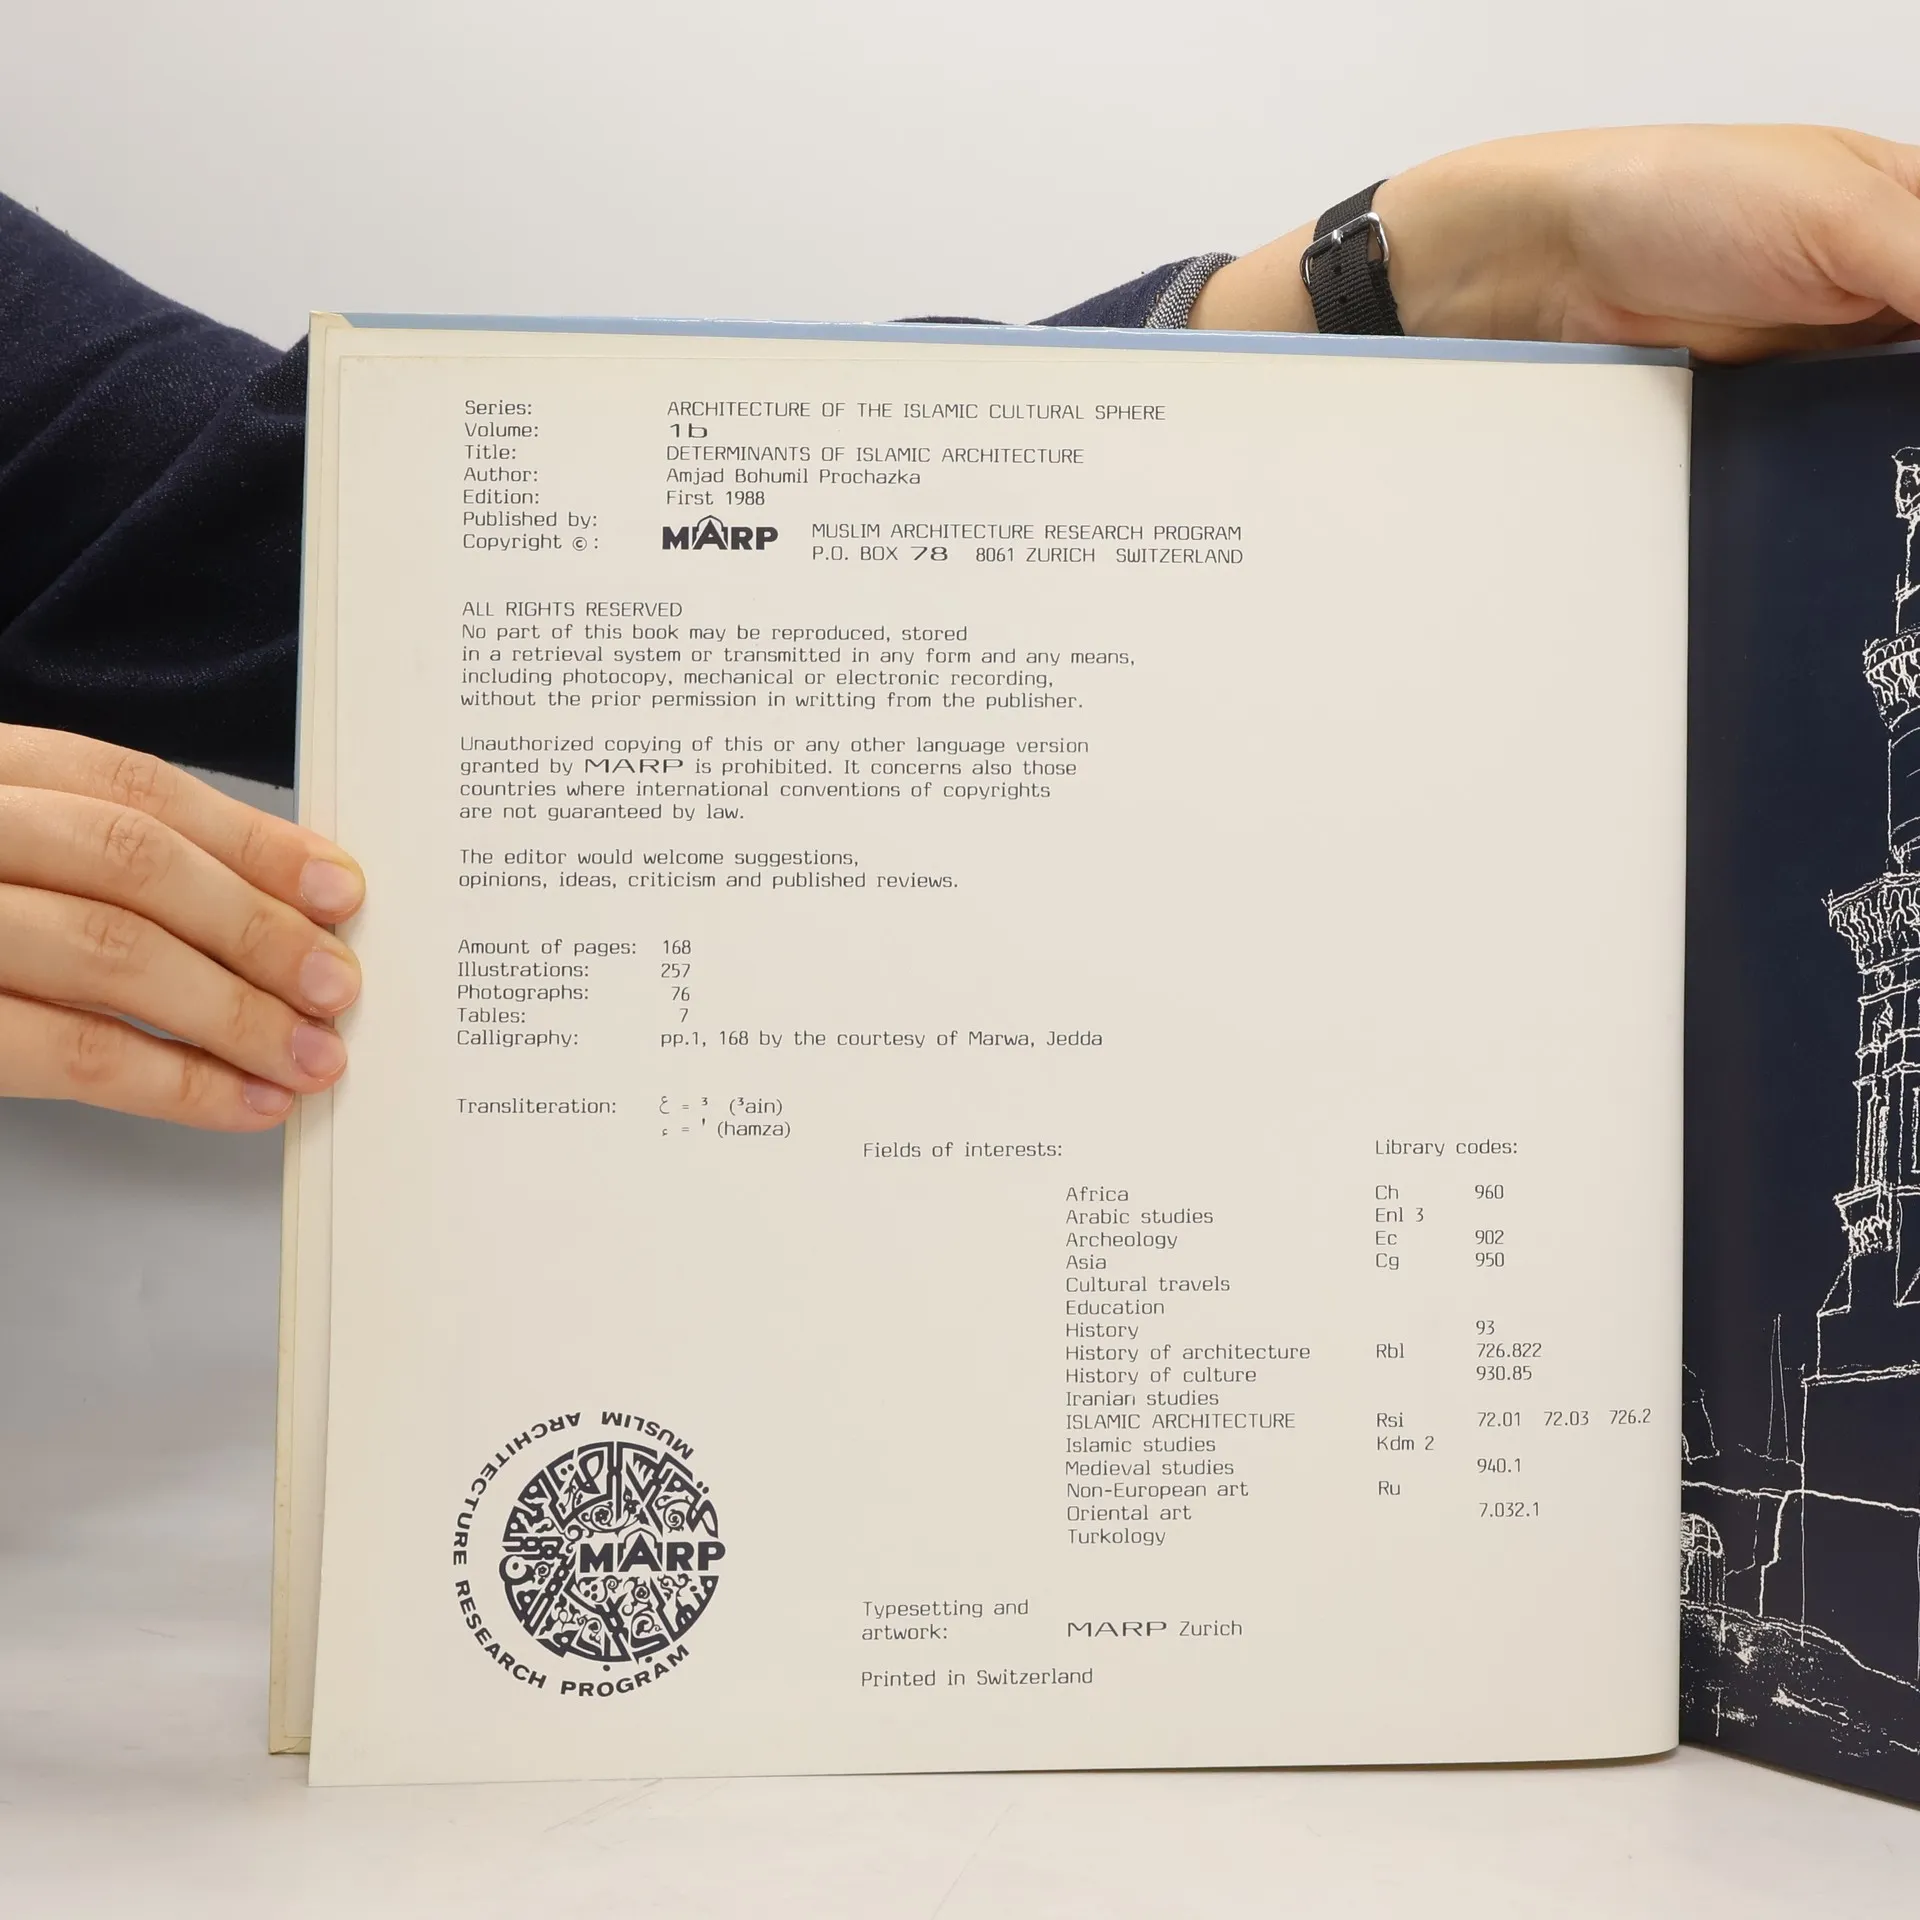 Series: ARCHITECTURE OF THE ISLAMIC CULTURAL SPHERE
Volume: 1b
Title: DETERMINANTS OF ISLAMIC ARCHITECTURE
Author: Amjad Bohumil Prochazka
Edition: First 1988
Published by:
Copyright ©: MARP MUSLIM ARCHITECTURE RESEARCH PROGRAM
P.O. BOX 78 8061 ZURICH SWITZERLAND
ALL RIGHTS RESERVED
No part of this book may be reproduced, stored
in a retrieval system or transmitted in any form and any means,
including photocopy, mechanical or electronic recording,
without the prior permission in writting from the publisher.
Unauthorized copying of this or any other language version
granted by MARP is prohibited. It concerns also those
countries where international conventions of copyrights
are not guaranteed by law.
The editor would welcome suggestions,
opinions, ideas, criticism and published reviews.
Amount of pages: 168
Illustrations: 257
Photographs: 76
Tables: 7
Calligraphy: pp.1, 168 by the courtesy of Marwa, Jedda
Transliteration: ع = ³ (³ain)
ء = ' (hamza)
Fields of interests: Library codes:
Africa Ch 960
Arabic studies Enl 3
Archeology Ec 902
Asia Cg 950
Cultural travels
Education
History 93
History of architecture Rbl 726.822
History of culture 930.85
Iranian studies
ISLAMIC ARCHITECTURE Rsi 72.01 72.03 726.2
Islamic studies Kdm 2
Medieval studies 940.1
Non-European art Ru
Oriental art 7.032.1
Turkology
MUSLIM ARCHITECTURE RESEARCH PROGRAM
MARP
Typesetting and
artwork: MARP Zurich
Printed in Switzerland